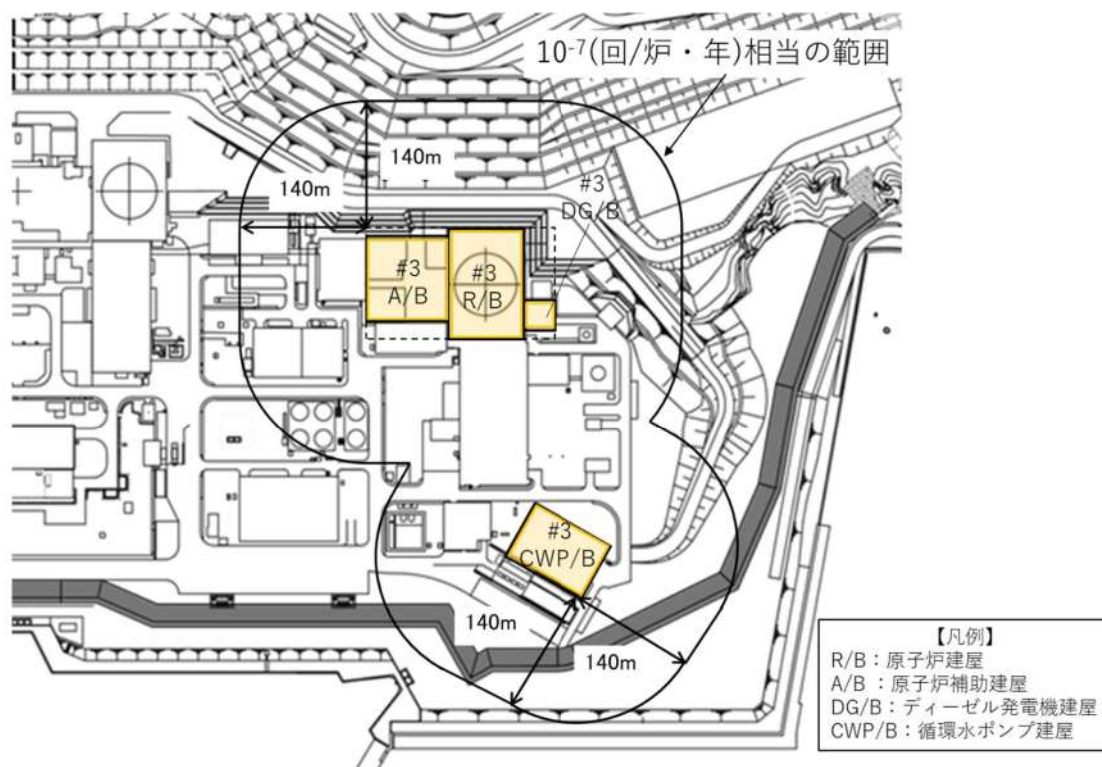 10⁻⁷(回/炉・年)相当の範囲
140m
140m
#3
DG/B
#3
A/B
#3
R/B
#3
CWP/B
140m
140m
【凡例】
R/B:原子炉建屋
A/B :原子炉補助建屋
DG/B:ディーゼル発電機建屋
CWP/B:循環水ポンプ建屋